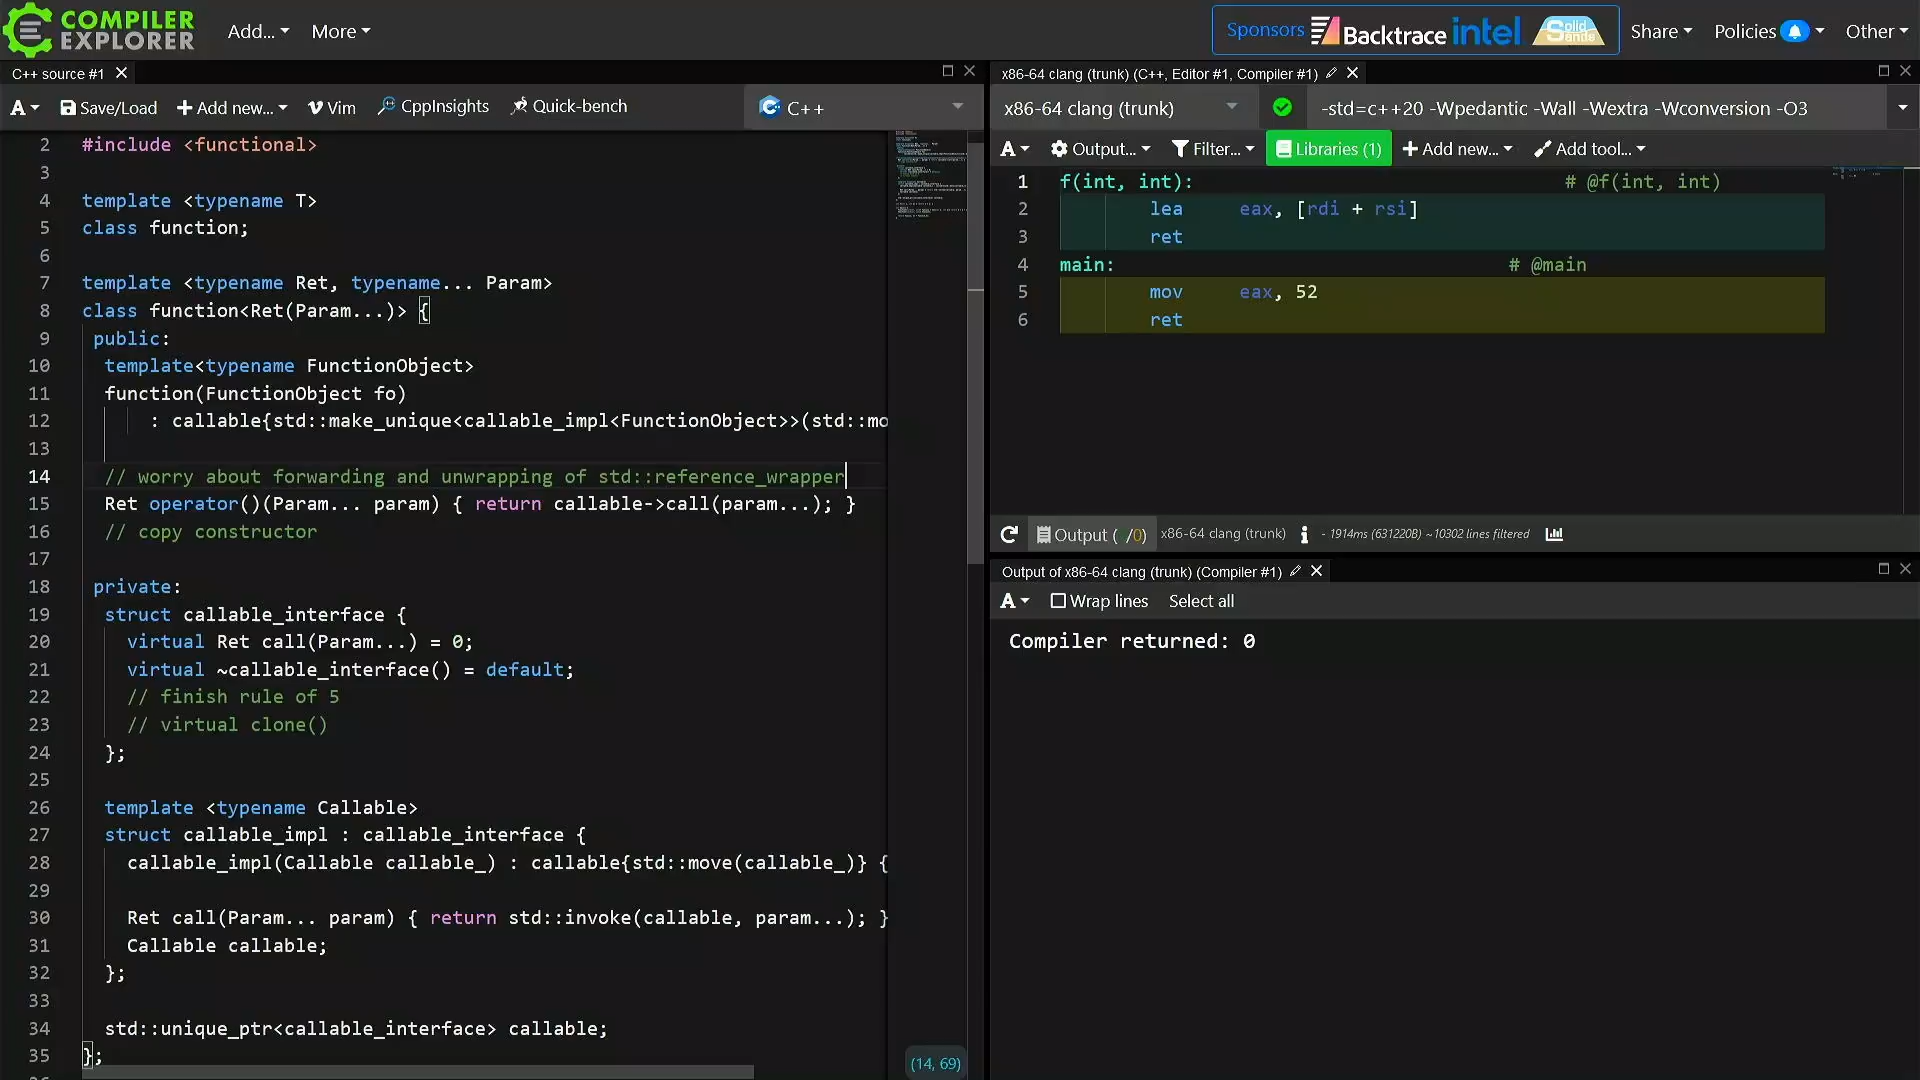 COMPILER
EXPLORER
Add...
More
Sponsors
Backtrace
intel
Solid
Sands
Share
Policies
Other
C++ source #1
A
Save/Load
Add new...
Vim
CppInsights
Quick-bench
C++
2 #include <functional>
3
4 template <typename T>
5 class function;
6
7 template <typename Ret, typename... Param>
8 class function<Ret(Param...)> {
9 public:
10 template<typename FunctionObject>
11 function(FunctionObject fo)
12 : callable{std::make_unique<callable_impl<FunctionObject>>(std::mo
13
14 // worry about forwarding and unwrapping of std::reference_wrapper
15 Ret operator()(Param... param) { return callable->call(param...); }
16 // copy constructor
17
18 private:
19 struct callable_interface {
20 virtual Ret call(Param...) = 0;
21 virtual ~callable_interface() = default;
22 // finish rule of 5
23 // virtual clone()
24 };
25
26 template <typename Callable>
27 struct callable_impl : callable_interface {
28 callable_impl(Callable callable_) : callable{std::move(callable_)} {
29
30 Ret call(Param... param) { return std::invoke(callable, param...); }
31 Callable callable;
32 };
33
34 std::unique_ptr<callable_interface> callable;
35 };
(14, 69)
x86-64 clang (trunk) (C++, Editor #1, Compiler #1)
x86-64 clang (trunk)
-std=c++20 -Wpedantic -Wall -Wextra -Wconversion -O3
A
Output...
Filter...
Libraries (1)
Add new...
Add tool...
1 f(int, int): # @f(int, int)
2 lea eax, [rdi + rsi]
3 ret
4 main: # @main
5 mov eax, 52
6 ret
Output ( /0)
x86-64 clang (trunk)
- 1914ms (631220B) ~10302 lines filtered
Output of x86-64 clang (trunk) (Compiler #1)
A
Wrap lines
Select all
Compiler returned: 0